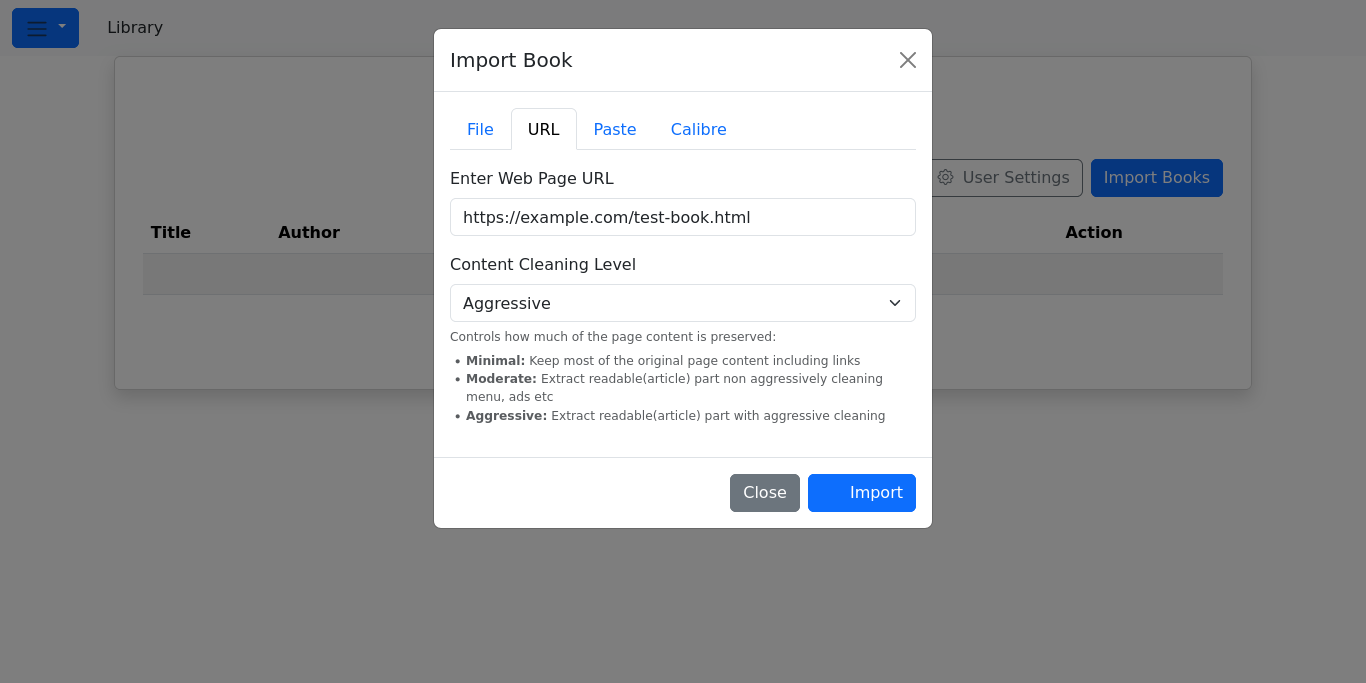 Library
Import Book
File URL Paste Calibre
Enter Web Page URL
https://example.com/test-book.html
User Settings Import Books
Title Author Action
Content Cleaning Level
Aggressive
Controls how much of the page content is preserved:
• Minimal: Keep most of the original page content including links
• Moderate: Extract readable(article) part non aggressively cleaning
menu, ads etc
• Aggressive: Extract readable(article) part with aggressive cleaning
Close Import